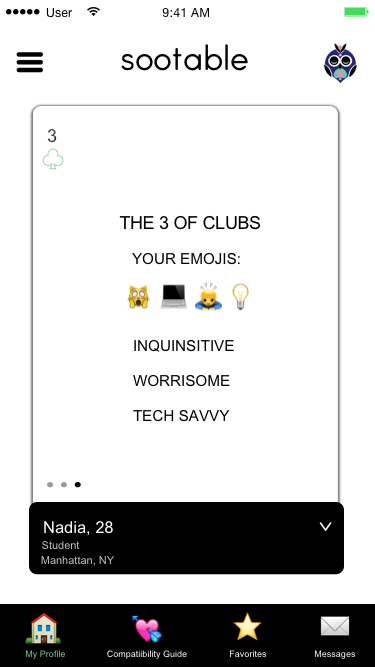 User 9:41 AM
sootable
3
THE 3 OF CLUBS
YOUR EMOJIS:
INQUINSITIVE
WORRISOME
TECH SAVVY
Nadia, 28
Student
Manhattan, NY
My Profile Compatiibility Guide Favorites Messages